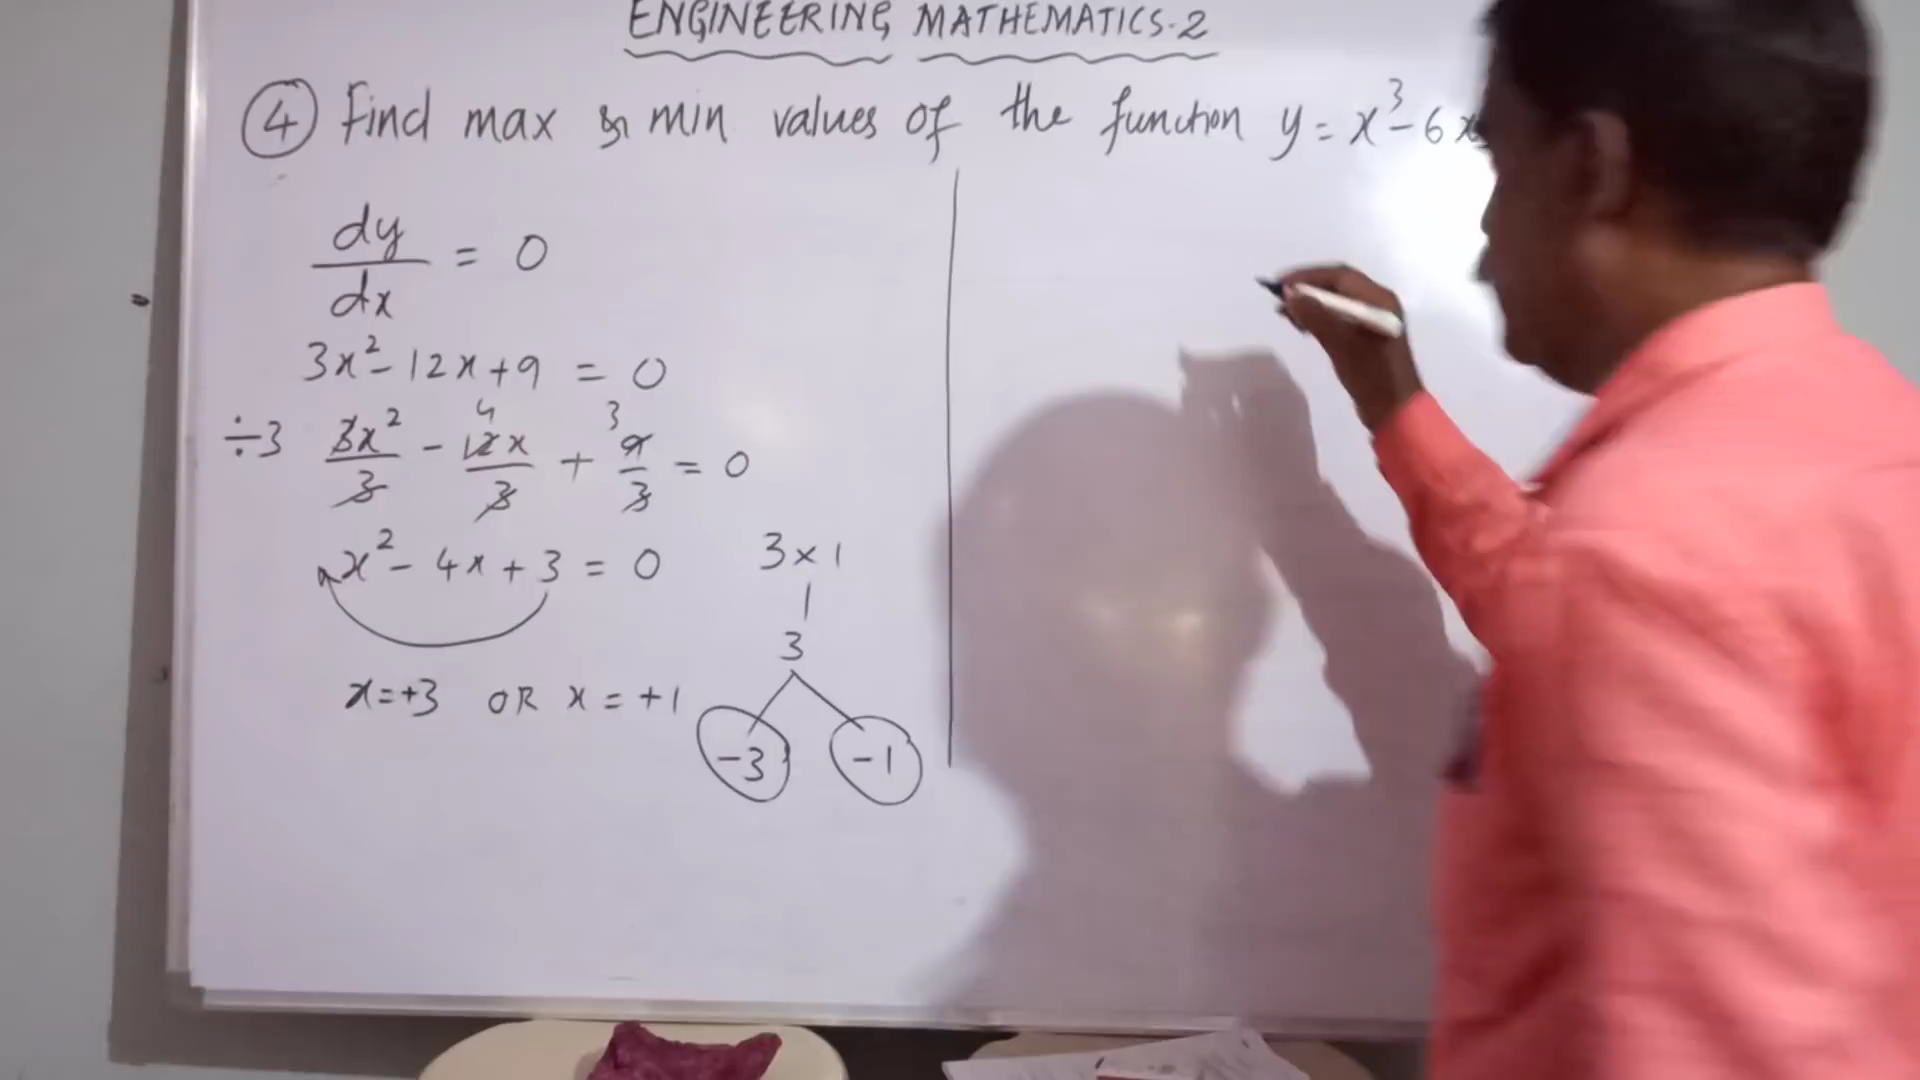 ENGINEERING MATHEMATICS-2
④ Find max & min values of the function y = x³ - 6x
dy/dx = 0
3x² - 12x + 9 = 0
÷3 3x²/3 - 12x/3 4 + 9/3 3 = 0
x² - 4x + 3 = 0
3 × 1
3
x = +3 OR x = +1
-3 -1